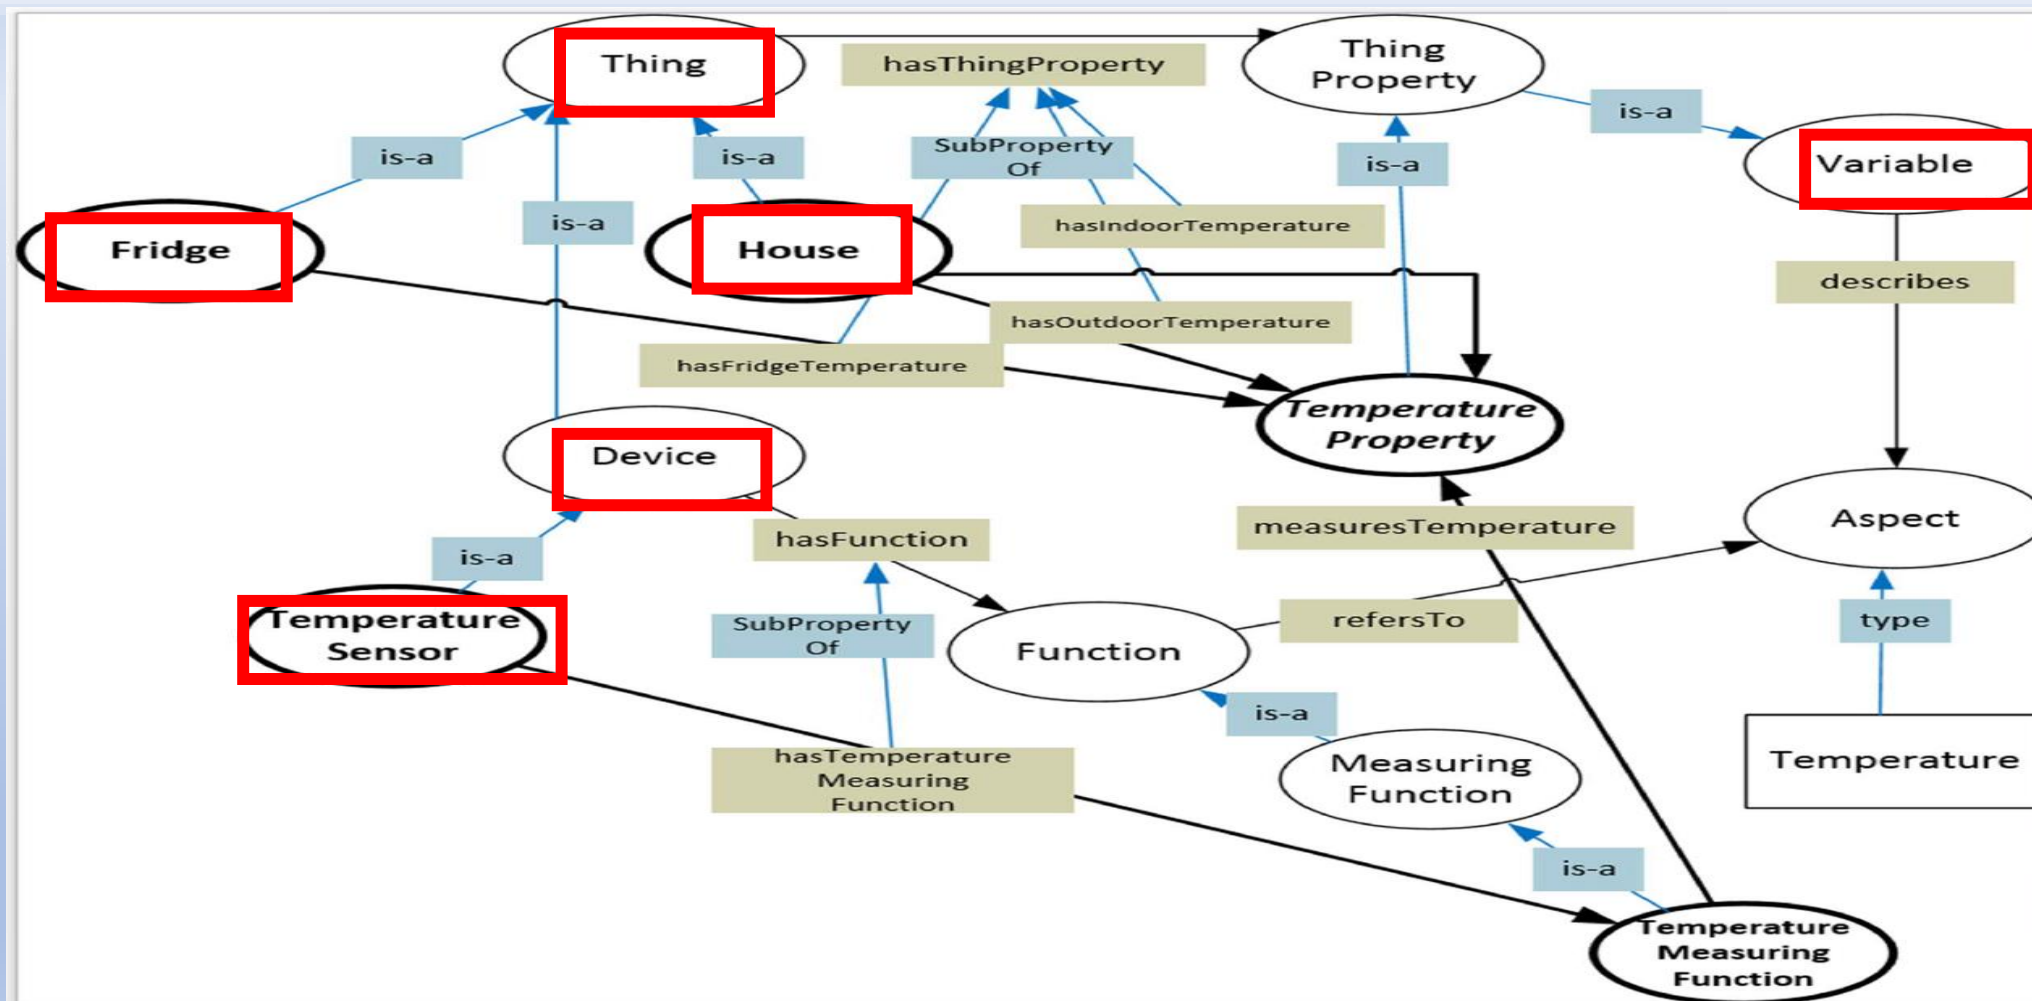 Thing
hasThingProperty
Thing
Property
is-a
is-a
is-a
SubProperty
Of
is-a
Variable
is-a
Fridge
House
hasIndoorTemperature
describes
hasOutdoorTemperature
hasFridgeTemperature
Temperature
Property
Device
hasFunction
measuresTemperature
Aspect
is-a
Temperature
Sensor
SubProperty
Of
Function
refersTo
type
is-a
Measuring
Function
Temperature
hasTemperature
Measuring
Function
is-a
Temperature
Measuring
Function